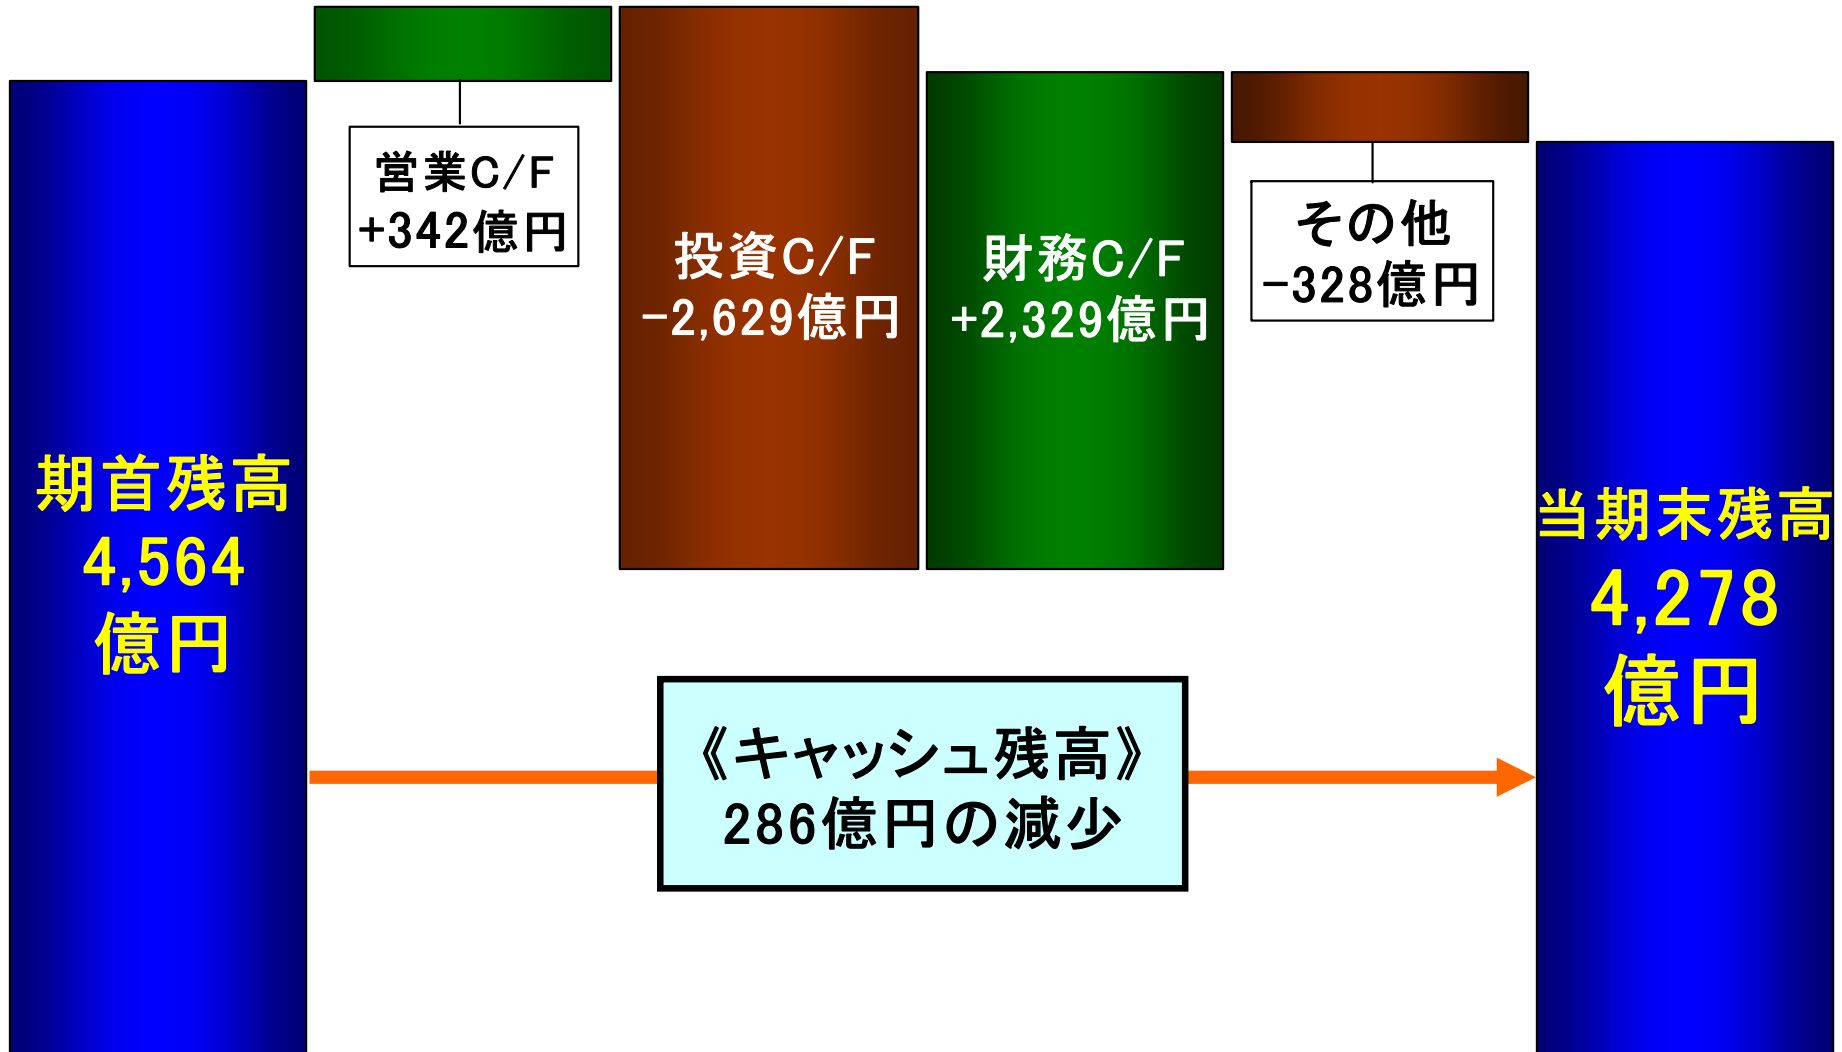 営業C/F
+342億円
投資C/F
-2,629億円
財務C/F
+2,329億円
その他
-328億円
期首残高
4,564
億円
当期末残高
4,278
億円
《キャッシュ残高》
286億円の減少